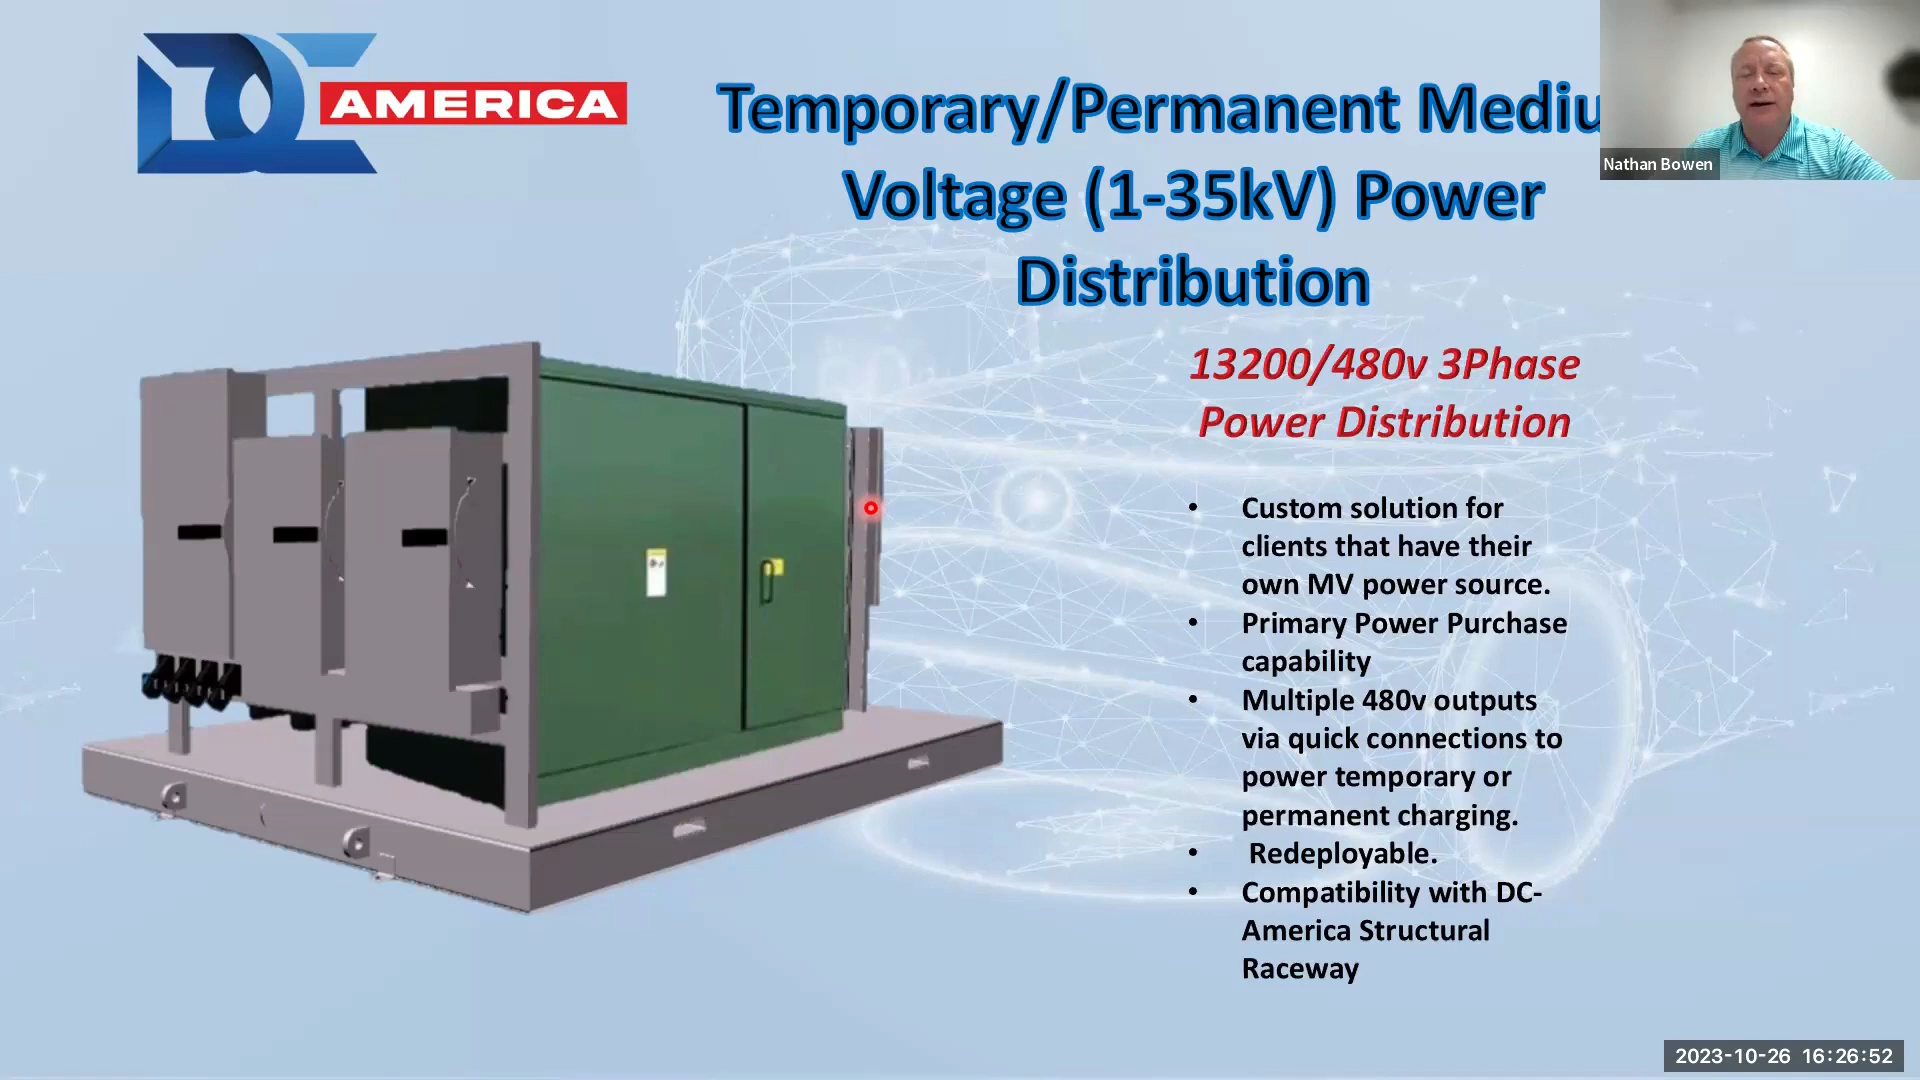 DC
AMERICA
Temporary/Permanent Mediu
Voltage (1-35kV) Power
Distribution
Nathan Bowen
13200/480v 3Phase
Power Distribution
• Custom solution for
clients that have their
own MV power source.
• Primary Power Purchase
capability
• Multiple 480v outputs
via quick connections to
power temporary or
permanent charging.
• Redeployable.
• Compatibility with DC-
America Structural
Raceway
2023-10-26 16:26:52